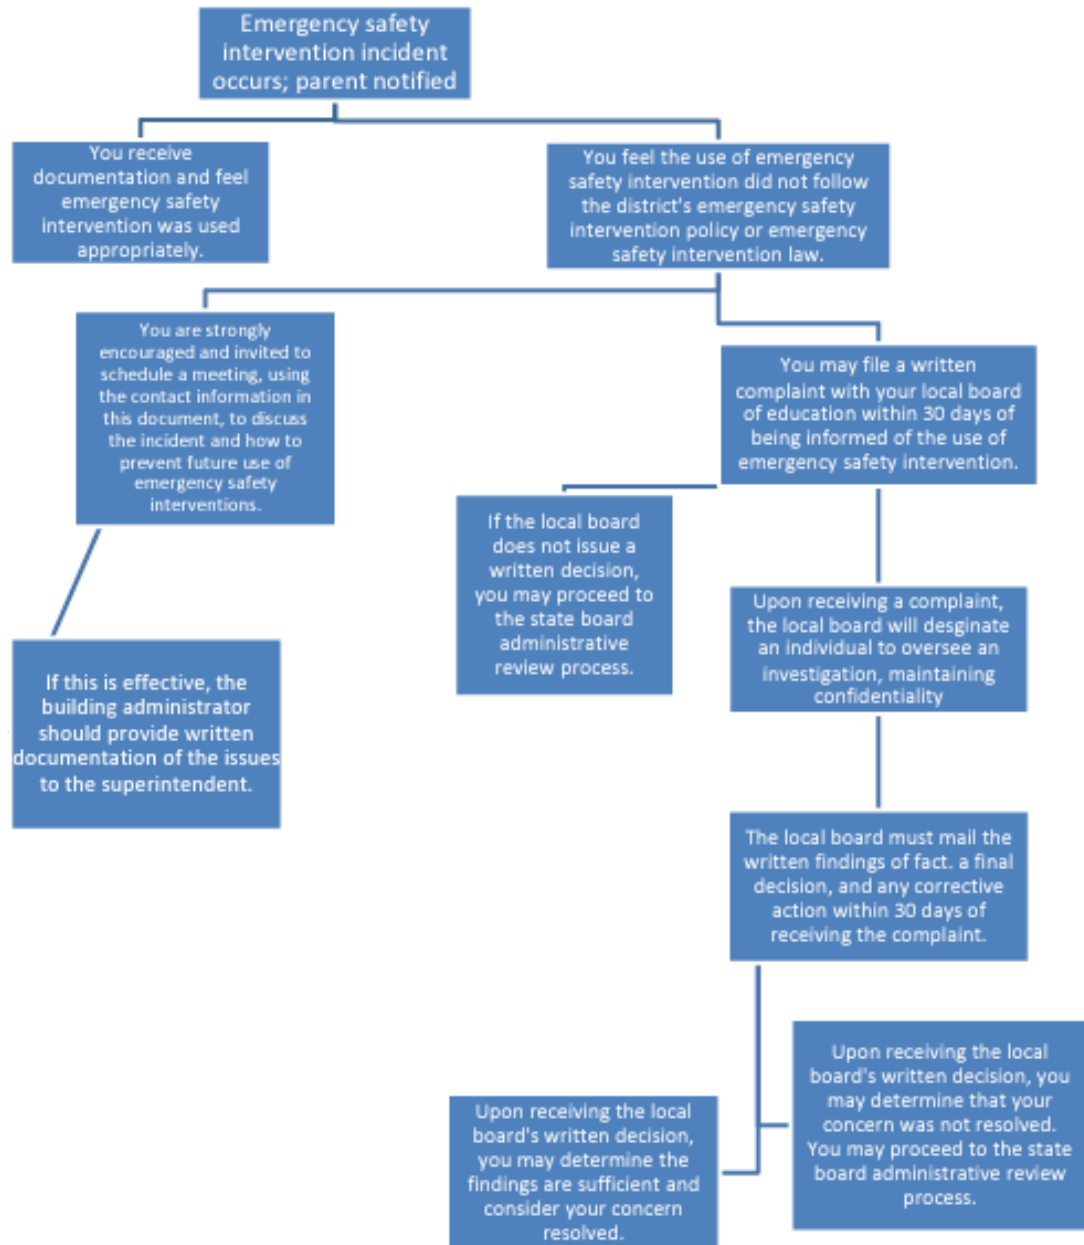 Emergency safety
intervention incident
occurs; parent notified
You receive
documentation and feel
emergency safety
intervention was used
appropriately.
You feel the use of emergency
safety intervention did not follow
the district's emergency safety
intervention policy or emergency
safety intervention law.
You are strongly
encouraged and invited to
schedule a meeting, using
the contact information in
this document, to discuss
the incident and how to
prevent future use of
emergency safety
interventions.
You may file a written
complaint with your local board
of education within 30 days of
being informed of the use of
emergency safety intervention.
If the local board
does not issue a
written decision,
you may proceed to
the state board
administrative
review process.
Upon receiving a complaint,
the local board will desginate
an individual to oversee an
investigation, maintaining
confidentiality
If this is effective, the
building administrator
should provide written
documentation of the issues
to the superintendent.
The local board must mail the
written findings of fact. a final
decision, and any corrective
action within 30 days of
receiving the complaint.
Upon receiving the local
board's written decision, you
may determine that your
concern was not resolved.
You may proceed to the state
board administrative review
process.
Upon receiving the local
board's written decision,
you may determine the
findings are sufficient and
consider your concern
resolved.